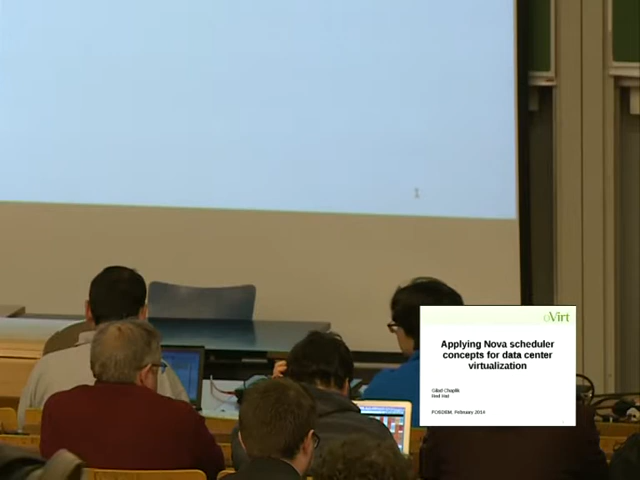 oVirt
Applying Nova scheduler
concepts for data center
virtualization
Gilad Chaplik
Red Hat
FOSDEM, February 2014